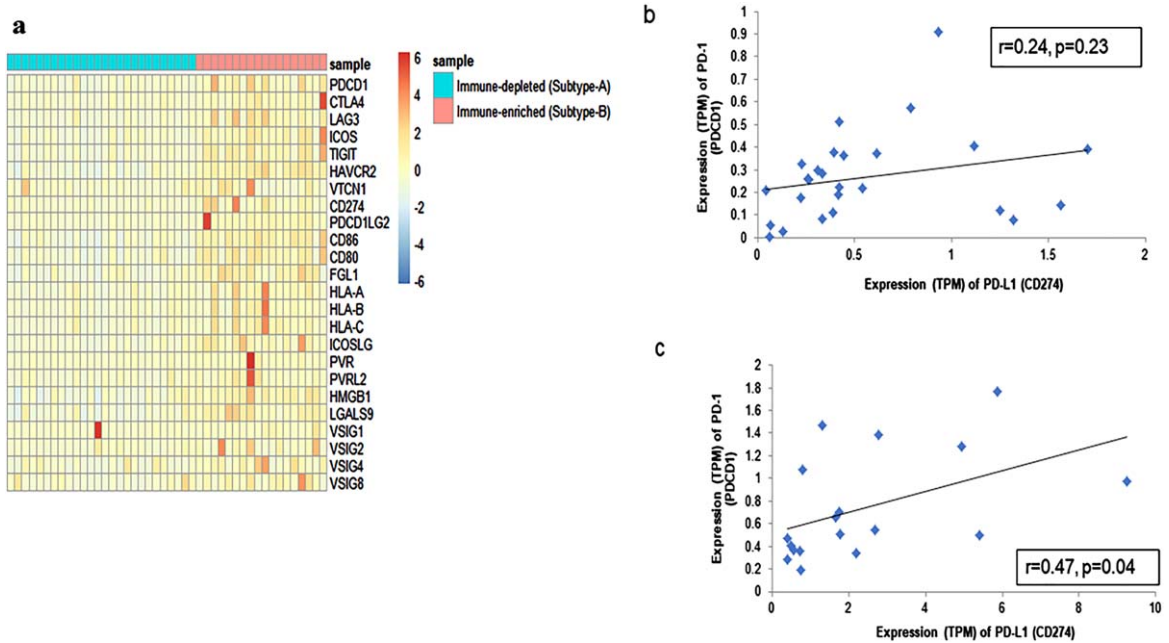 a
sample
PDCD1
CTLA4
LAG3
ICOS
TIGIT
HAVCR2
VTCN1
CD274
PDCD1LG2
CD86
CD80
FGL1
HLA-A
HLA-B
HLA-C
ICOSLG
PVR
PVRL2
HMGB1
LGALS9
VSIG1
VSIG2
VSIG4
VSIG8
6
4
2
0
-2
-4
-6
sample
Immune-depleted (Subtype-A)
Immune-enriched (Subtype-B)
b
Expression (TPM) of PD-1
(PDCD1)
1
0.9
0.8
0.7
0.6
0.5
0.4
0.3
0.2
0.1
0
r=0.24, p=0.23
0 0.5 1 1.5 2
Expression (TPM) of PD-L1 (CD274)
c
Expression (TPM) of PD-1
(PDCD1)
2
1.8
1.6
1.4
1.2
1
0.8
0.6
0.4
0.2
0
r=0.47, p=0.04
0 2 4 6 8 10
Expression (TPM) of PD-L1 (CD274)